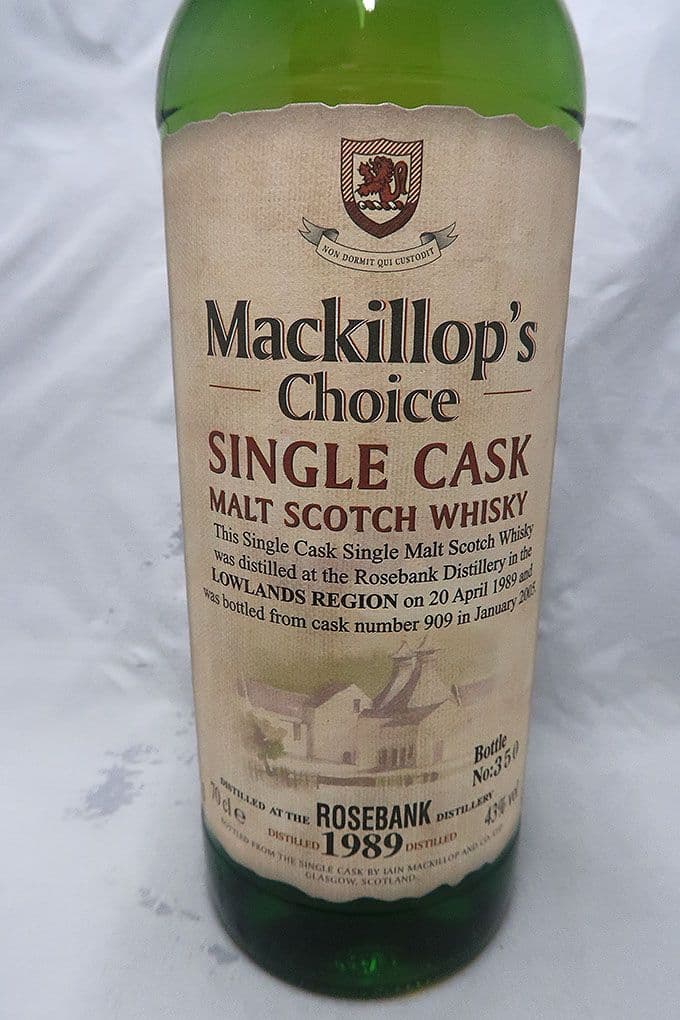 NON DORMIT QUI CUSTODIT
Mackillop's
Choice
SINGLE CASK
MALT SCOTCH WHISKY
This Single Cask Single Malt Scotch Whisky
was distilled at the Rosebank Distillery in the
LOWLANDS REGION on 20 April 1989 and
was bottled from cask number 909 in January 2005.
Bottle
No:350
70 cl e
DISTILLED AT THE ROSEBANK DISTILLERY
43% vol
DISTILLED 1989 DISTILLED
BOTTLED FROM THE SINGLE CASK BY IAIN MACKILLOP AND CO. LTD
GLASGOW, SCOTLAND.